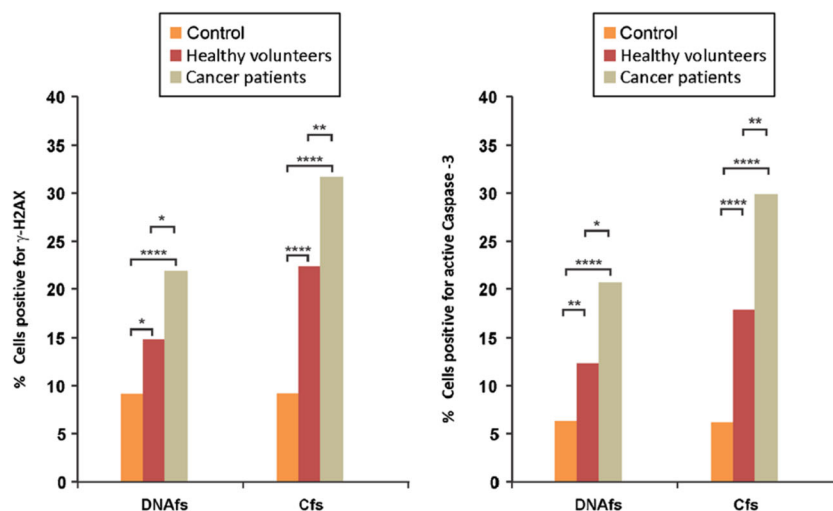 Control
Healthy volunteers
Cancer patients
% Cells positive for γ-H2AX
40
35
30
25
20
15
10
5
0
*
****
*
**
****
****
DNAfs
Cfs
Control
Healthy volunteers
Cancer patients
% Cells positive for active Caspase -3
40
35
30
25
20
15
10
5
0
*
****
**
**
****
****
DNAfs
Cfs